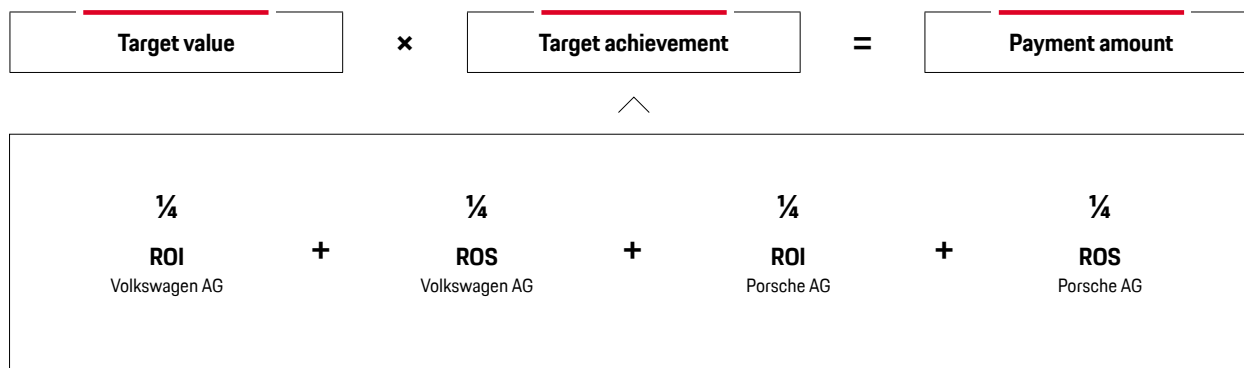 Target value × Target achievement = Payment amount
¼ ¼ ¼ ¼
ROI + ROS + ROI + ROS
Volkswagen AG Volkswagen AG Porsche AG Porsche AG